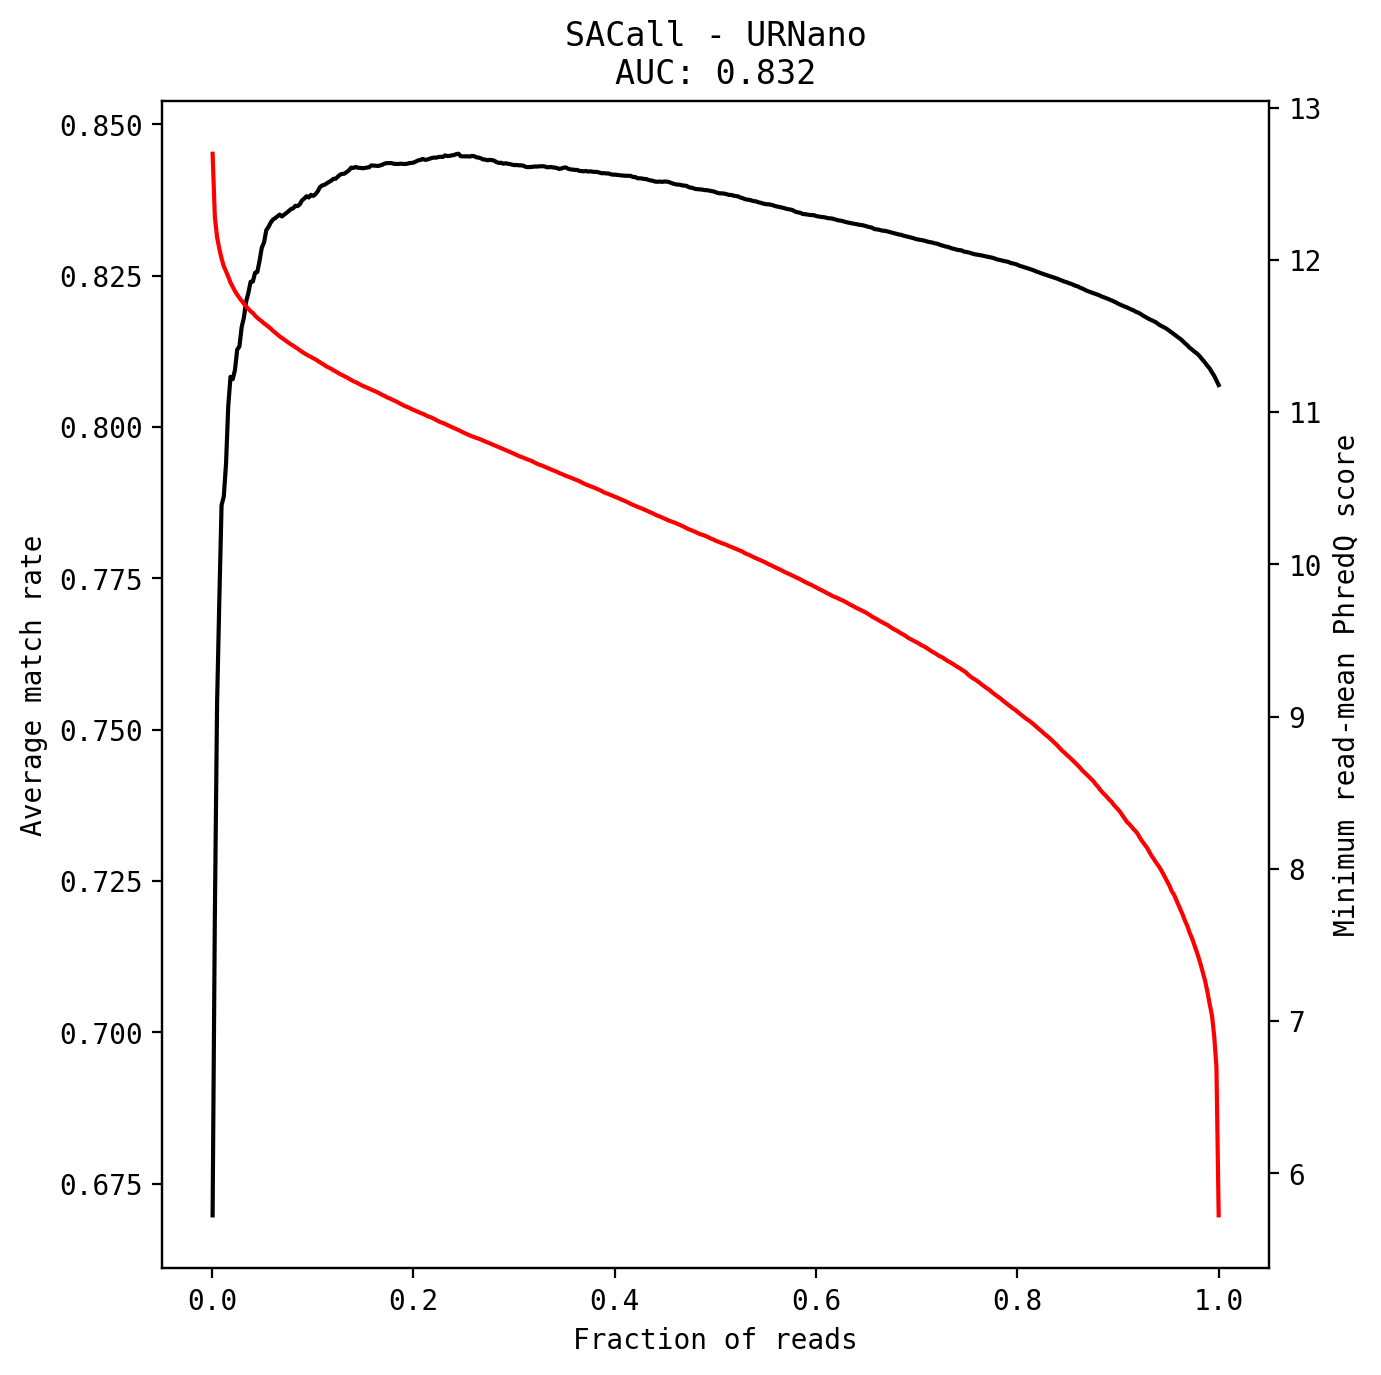 SACall - URNano
AUC: 0.832
0.850
0.825
0.800
0.775
0.750
0.725
0.700
0.675
Average match rate
13
12
11
10
9
8
7
6
Minimum read-mean PhredQ score
0.0 0.2 0.4 0.6 0.8 1.0
Fraction of reads